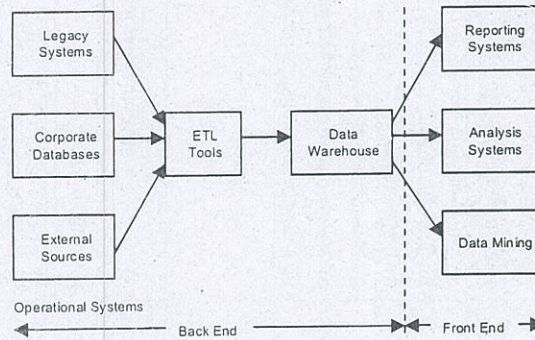 Legacy
Systems
Corporate
Databases
External
Sources
ETL
Tools
Data
Warehouse
Reporting
Systems
Analysis
Systems
Data Mining
Operational Systems
Back End
Front End